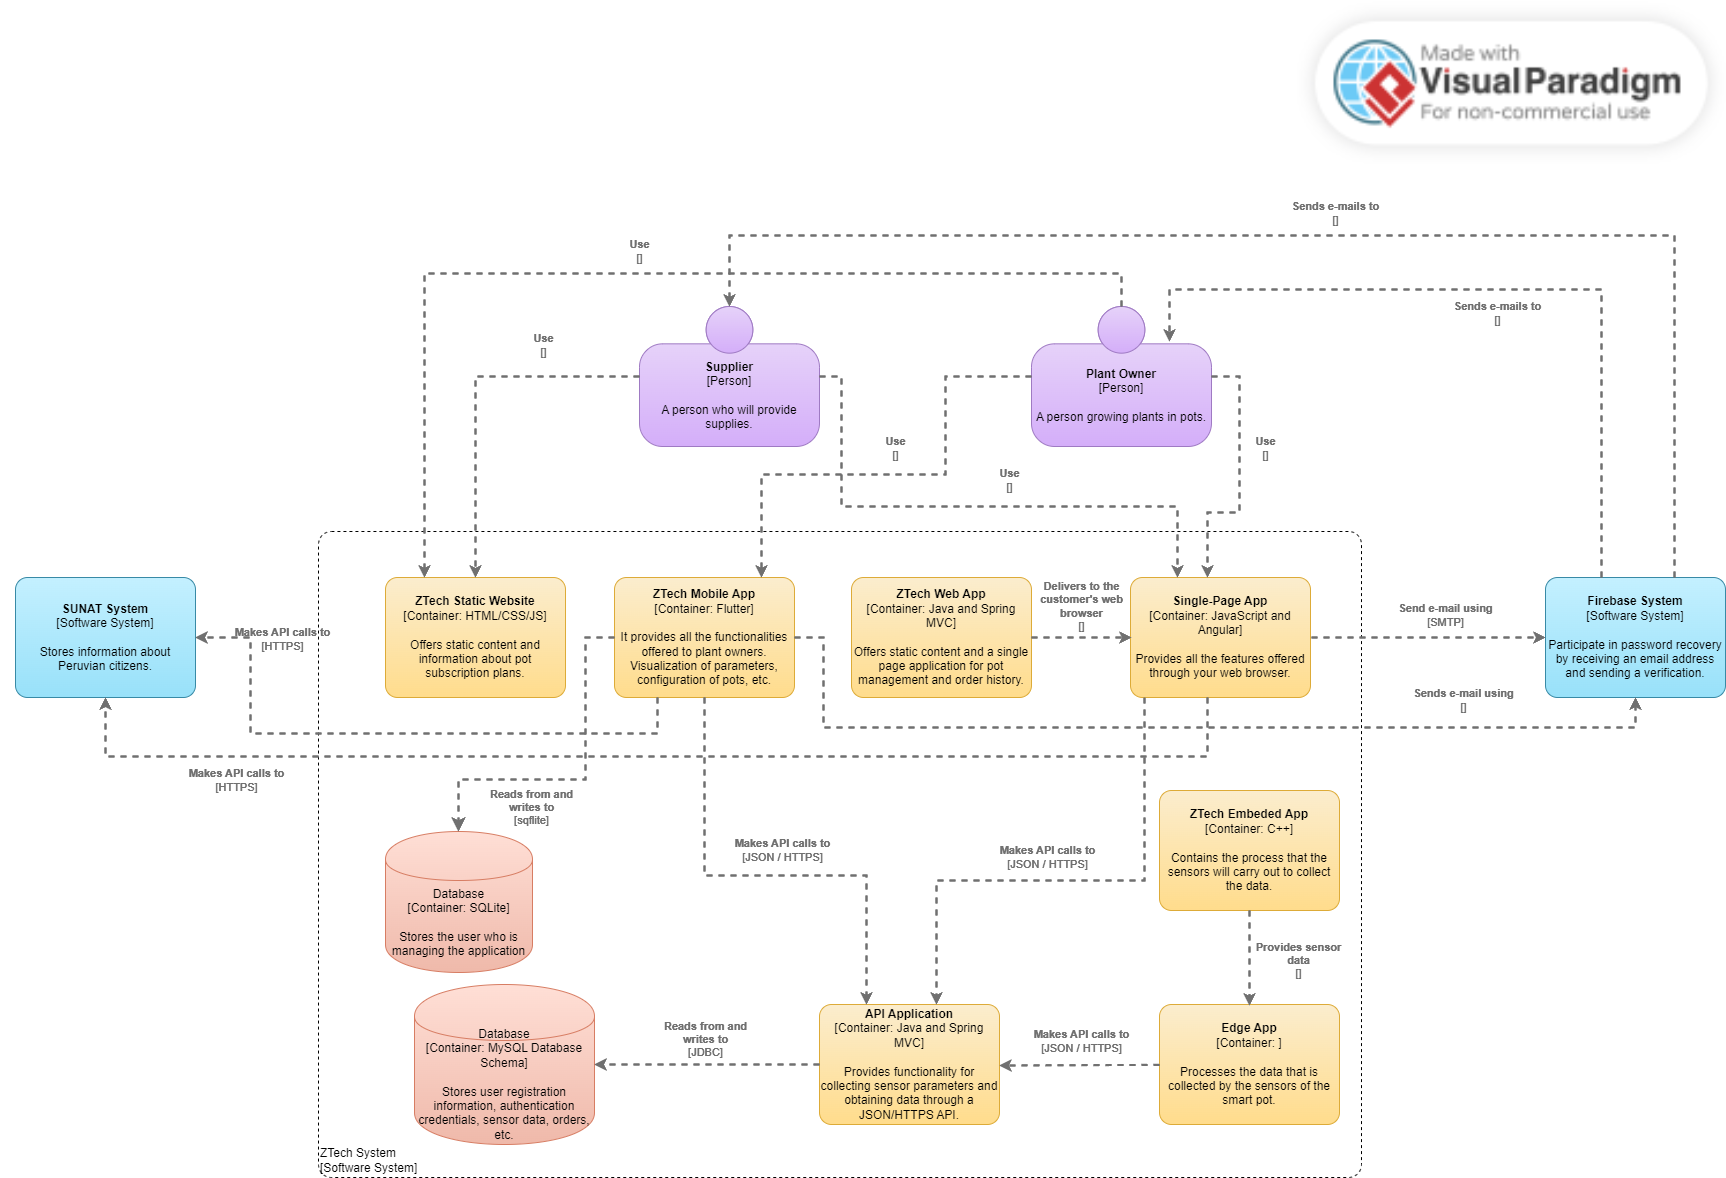 Made with
Visual Paradigm
For non-commercial use
Sends e-mails to
[]
Use
[]
Sends e-mails to
[]
Use
[]
Supplier
[Person]
A person who will provide
supplies.
Plant Owner
[Person]
A person growing plants in pots.
Use
[]
Use
[]
Use
[]
SUNAT System
[Software System]
Stores information about
Peruvian citizens.
Makes API calls to
[HTTPS]
ZTech Static Website
[Container: HTML/CSS/JS]
Offers static content and
information about pot
subscription plans.
ZTech Mobile App
[Container: Flutter]
It provides all the functionalities
offered to plant owners.
Visualization of parameters,
configuration of pots, etc.
ZTech Web App
[Container: Java and Spring
MVC]
Offers static content and a single
page application for pot
management and order history.
Delivers to the
customer's web
browser
[]
Single-Page App
[Container: JavaScript and
Angular]
Provides all the features offered
through your web browser.
Send e-mail using
[SMTP]
Firebase System
[Software System]
Participate in password recovery
by receiving an email address
and sending a verification.
Sends e-mail using
[]
Makes API calls to
[HTTPS]
Reads from and
writes to
[sqflite]
Database
[Container: SQLite]
Stores the user who is
managing the application
Makes API calls to
[JSON / HTTPS]
Makes API calls to
[JSON / HTTPS]
ZTech Embeded App
[Container: C++]
Contains the process that the
sensors will carry out to collect
the data.
Provides sensor
data
[]
Database
[Container: MySQL Database
Schema]
Stores user registration
information, authentication
credentials, sensor data, orders,
etc.
Reads from and
writes to
[JDBC]
API Application
[Container: Java and Spring
MVC]
Provides functionality for
collecting sensor parameters and
obtaining data through a
JSON/HTTPS API.
Makes API calls to
[JSON / HTTPS]
Edge App
[Container: ]
Processes the data that is
collected by the sensors of the
smart pot.
ZTech System
[Software System]